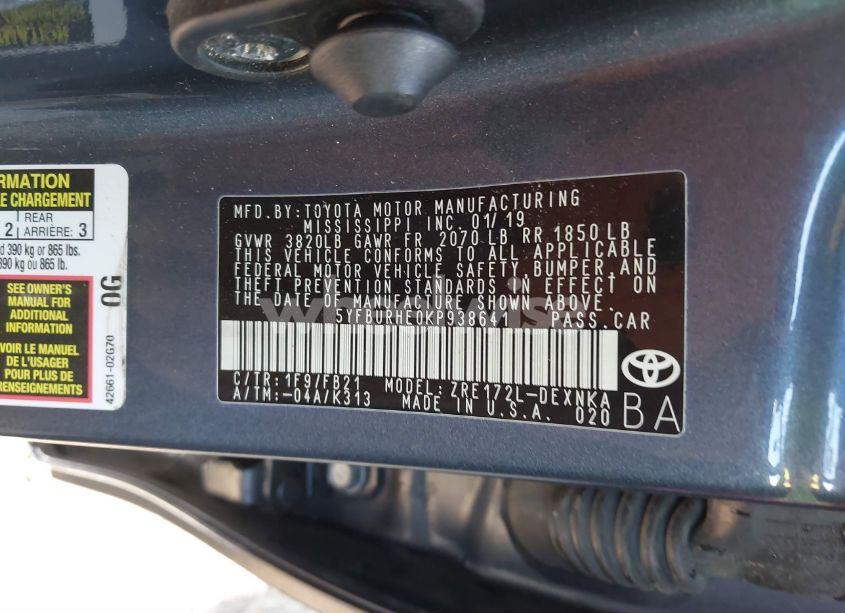 RMATION
E CHARGEMENT
2 REAR
ARRIÈRE: 3
d 390 kg or 865 lbs.
390 kg ou 865 lb.
SEE OWNER'S
MANUAL FOR
ADDITIONAL
INFORMATION
VOIR LE MANUEL
DE L'USAGER
POUR PLUS DE
RENSEIGNEMENTS
0G
42661-02G70
MFD.BY:TOYOTA MOTOR MANUFACTURING
MISSISSIPPI INC. 01/19
GVWR 3820LB GAWR FR 2070LB RR 1850LB
THIS VEHICLE CONFORMS TO ALL APPLICABLE
FEDERAL MOTOR VEHICLE SAFETY, BUMPER, AND
THEFT PREVENTION STANDARDS IN EFFECT ON
THE DATE OF MANUFACTURE SHOWN ABOVE.
5YFBURHE0KP938641 PASS.CAR
C/TR: 1F9/FB21 MODEL: ZRE172L-DEXNKA
A/TM:-04A/K313 MADE IN U.S.A. 020
BA